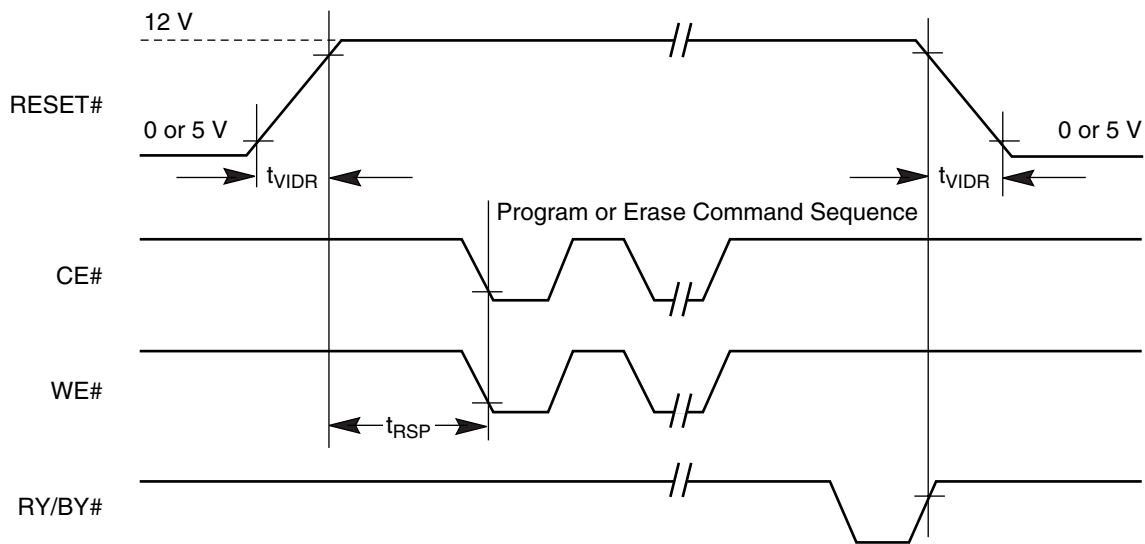 12 V
RESET#
0 or 5 V
0 or 5 V
tVIDR
tVIDR
Program or Erase Command Sequence
CE#
WE#
tRSP
RY/BY#